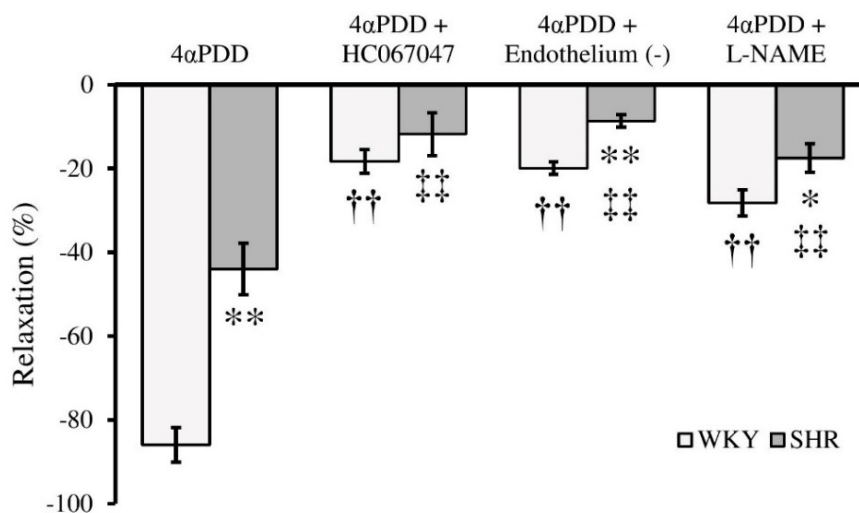 4αPDD
4αPDD +
HC067047
4αPDD +
Endothelium (-)
4αPDD +
L-NAME
Relaxation (%)
0
-20
-40
-60
-80
-100
**
††
‡‡
††
**
‡‡
††
*
‡‡
WKY SHR